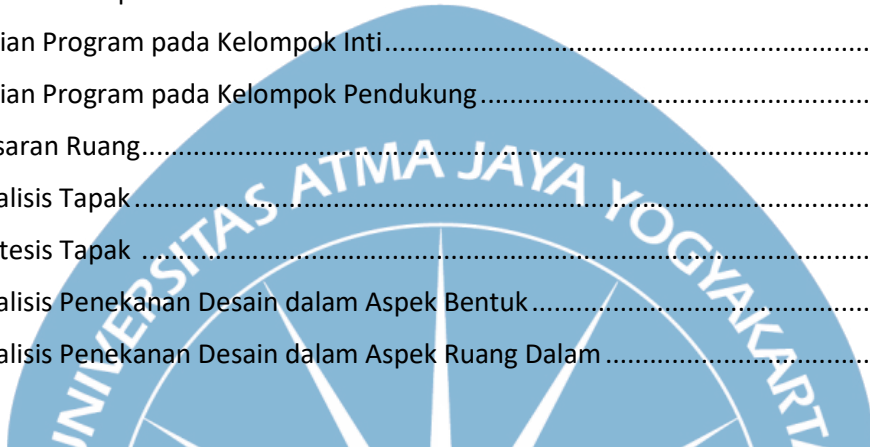 ian Program pada Kelompok Inti
ian Program pada Kelompok Pendukung
saran Ruang
alisis Tapak
tesis Tapak
alisis Penekanan Desain dalam Aspek Bentuk
alisis Penekanan Desain dalam Aspek Ruang Dalam
UNIVERSITAS ATMA JAYA YOGYAKARTA